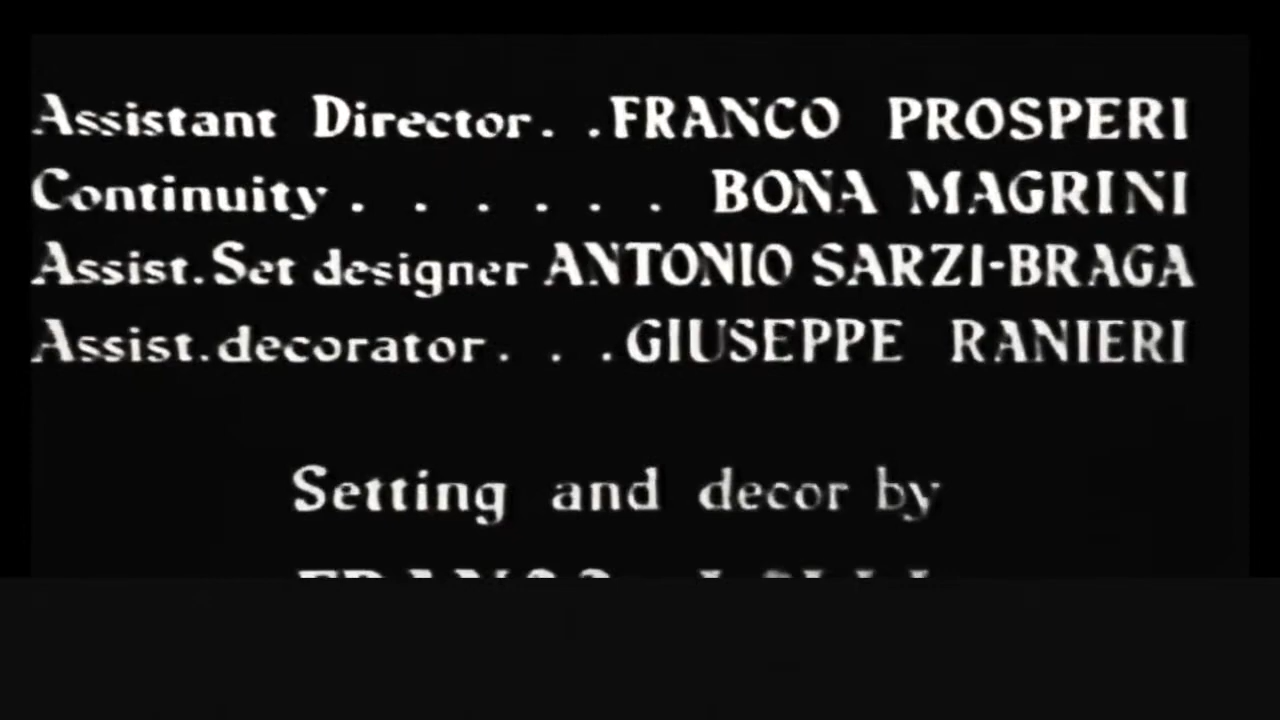 Assistant Director. .FRANCO PROSPERI
Continuity . . . . . . BONA MAGRINI
Assist.Set designer ANTONIO SARZI-BRAGA
Assist.decorator. . .GIUSEPPE RANIERI
Setting and decor by